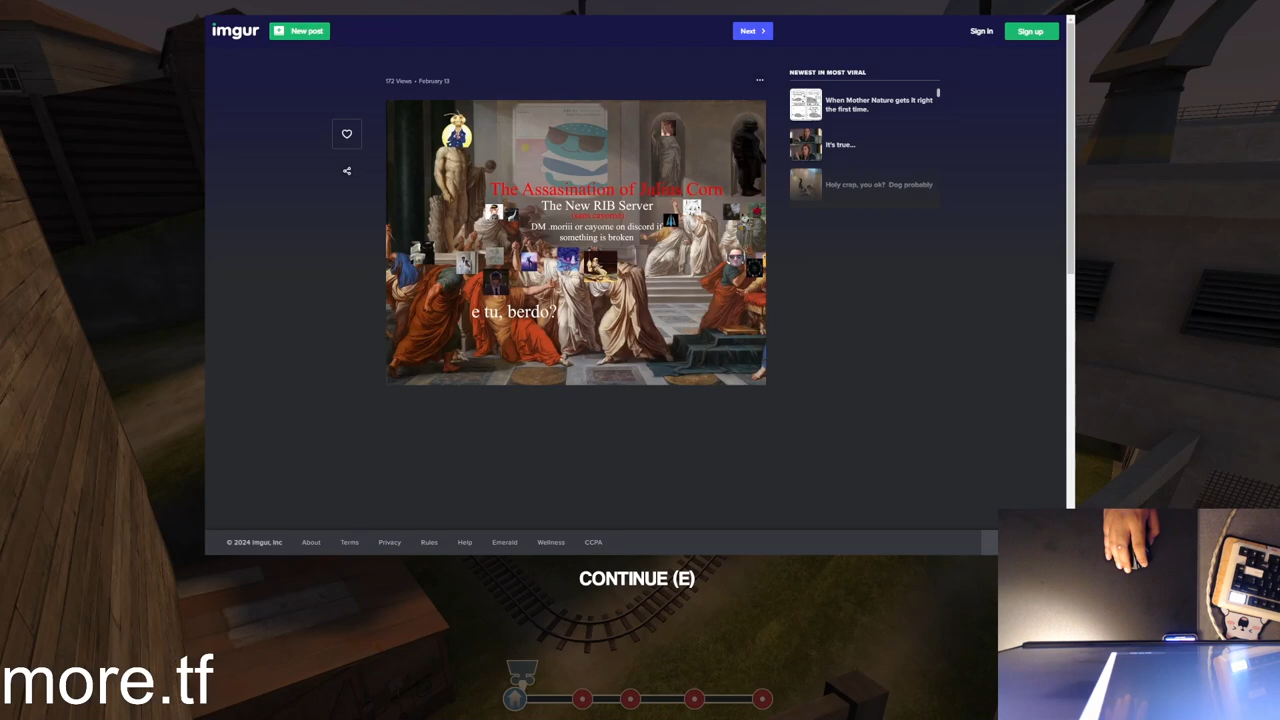 imgur
New post
Next
Sign in
Sign up
172 Views • February 13
NEWEST IN MOST VIRAL
When Mother Nature gets It right
the first time.
It's true...
Holy crap, you ok? Dog probably
The Assasination of Julius Corn
The New RIB Server
(sans cayorne)
DM .moriii or cayorne on discord if
something is broken
e tu, berdo?
© 2024 Imgur, Inc
About
Terms
Privacy
Rules
Help
Emerald
Wellness
CCPA
CONTINUE (E)
more.tf